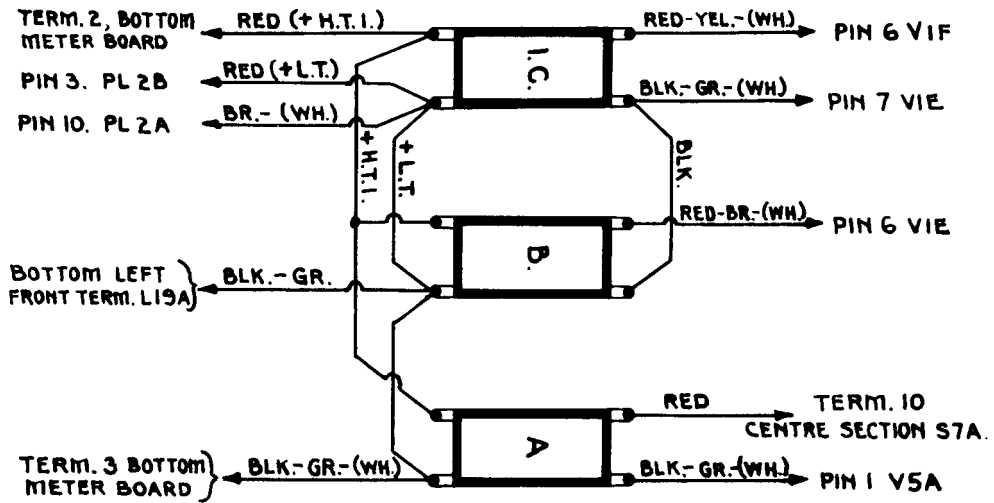 TERM. 2, BOTTOM
METER BOARD
RED (+ H.T.I.)
RED-YEL.-(WH.)
PIN 6 VIF
I.C.
PIN 3. PL 2B
RED (+L.T.)
BLK.-GR-(WH)
PIN 7 VIE
PIN 10. PL 2A
BR.- (WH.)
+ H.T.I.
+ L.T.
BLK.
RED-BR.-(WH.)
PIN 6 VIE
B.
BOTTOM LEFT
FRONT TERM. L19A
BLK.-GR.
RED
TERM. 10
CENTRE SECTION S7A.
A
TERM. 3 BOTTOM
METER BOARD
BLK.-GR-(WH.)
BLK.-GR.-(WH.)
PIN 1 V5A